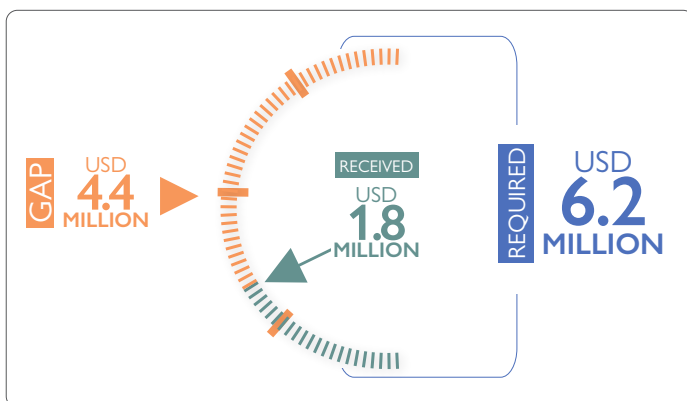 GAP
USD
4.4
MILLION
RECEIVED
USD
1.8
MILLION
REQUIRED
USD
6.2
MILLION